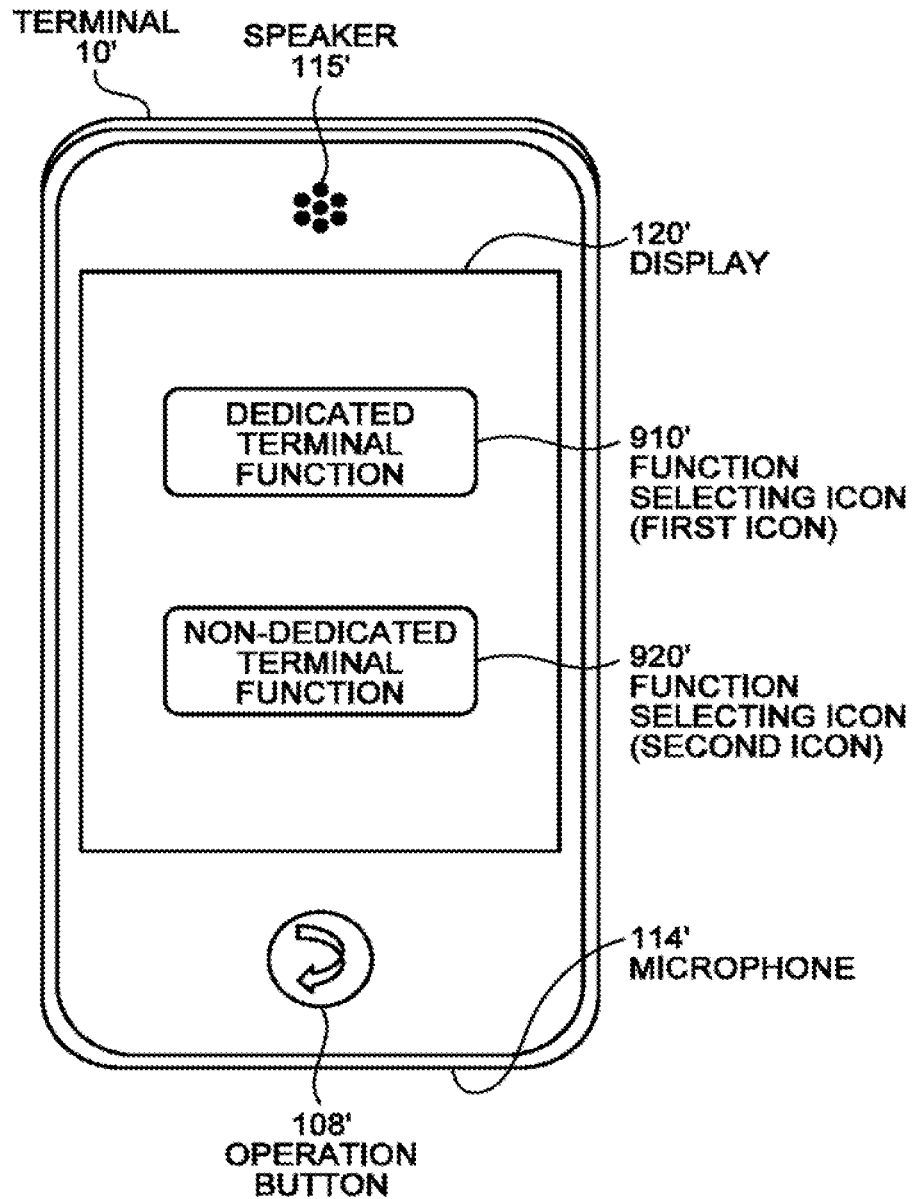 TERMINAL
10'
SPEAKER
115'
120'
DISPLAY
DEDICATED
TERMINAL
FUNCTION
910'
FUNCTION
SELECTING ICON
(FIRST ICON)
NON-DEDICATED
TERMINAL
FUNCTION
920'
FUNCTION
SELECTING ICON
(SECOND ICON)
114'
MICROPHONE
108'
OPERATION
BUTTON